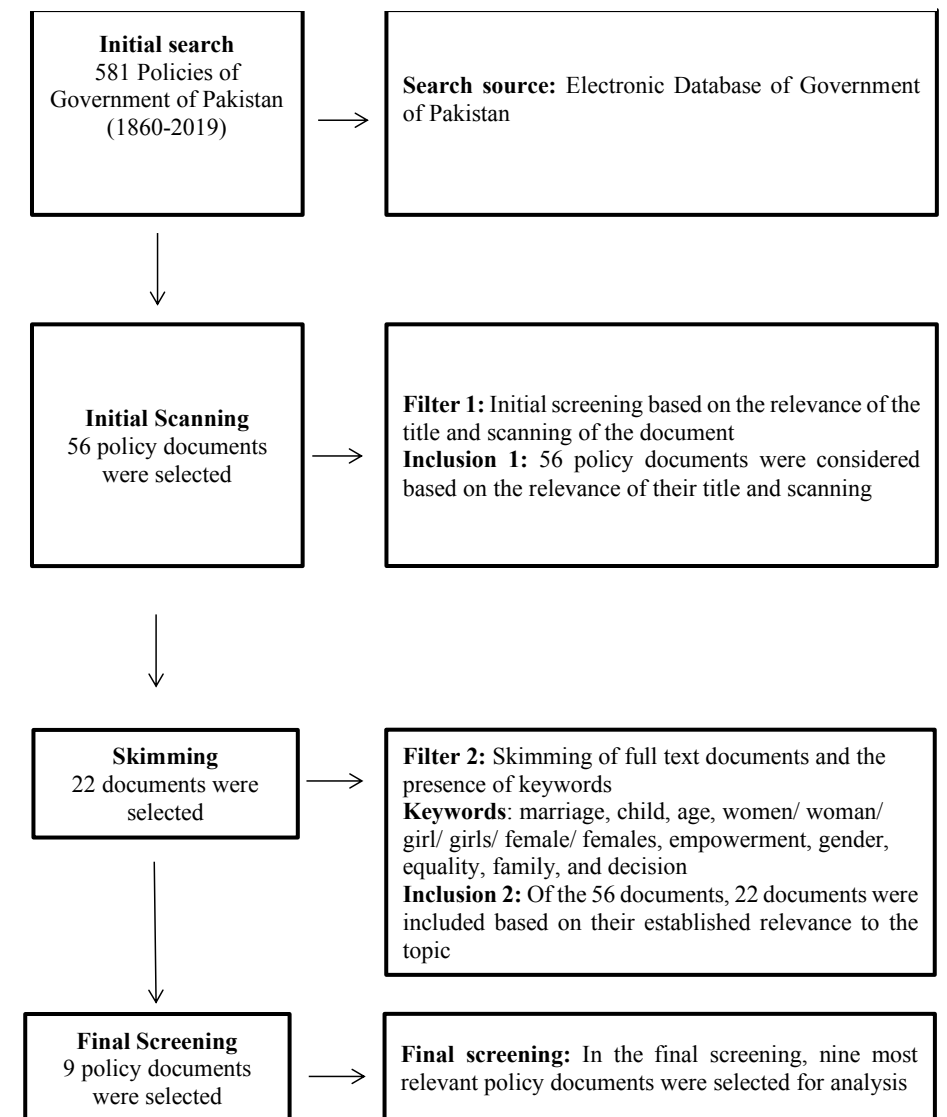 Initial search
581 Policies of
Government of Pakistan
(1860-2019)
Search source: Electronic Database of Government
of Pakistan
Initial Scanning
56 policy documents
were selected
Filter 1: Initial screening based on the relevance of the
title and scanning of the document
Inclusion 1: 56 policy documents were considered
based on the relevance of their title and scanning
Skimming
22 documents were
selected
Filter 2: Skimming of full text documents and the
presence of keywords
Keywords: marriage, child, age, women/ woman/
girl/ girls/ female/ females, empowerment, gender,
equality, family, and decision
Inclusion 2: Of the 56 documents, 22 documents were
included based on their established relevance to the
topic
Final Screening
9 policy documents
were selected
Final screening: In the final screening, nine most
relevant policy documents were selected for analysis